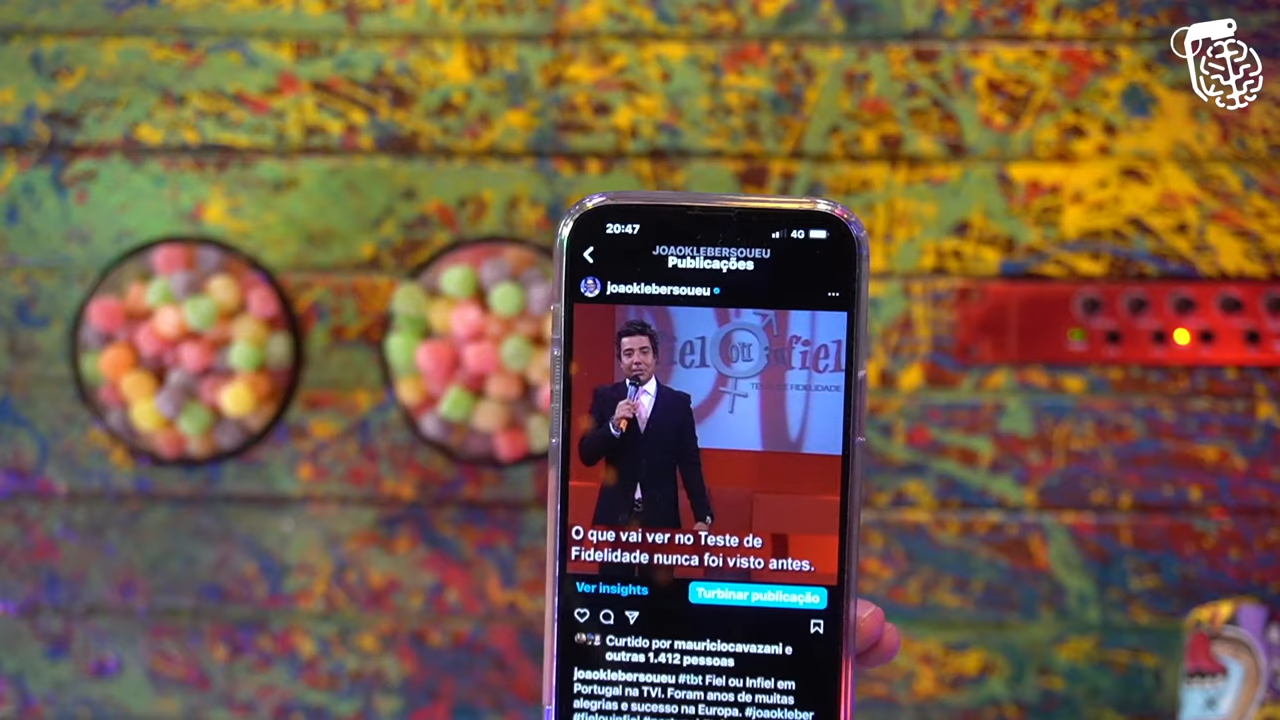 20:47
4G
JOAOKLEBERSOUEU
Publicações
joaoklebersoueu
fiel ou infiel
TESTE DE FIDELIDADE
O que vai ver no Teste de
Fidelidade nunca foi visto antes.
Ver insights
Turbinar publicação
Curtido por mauriciocavazani e
outras 1.412 pessoas
joaoklebersoueu #tbt Fiel ou Infiel em
Portugal na TVI. Foram anos de muitas
alegrias e sucesso na Europa. #joaokleber